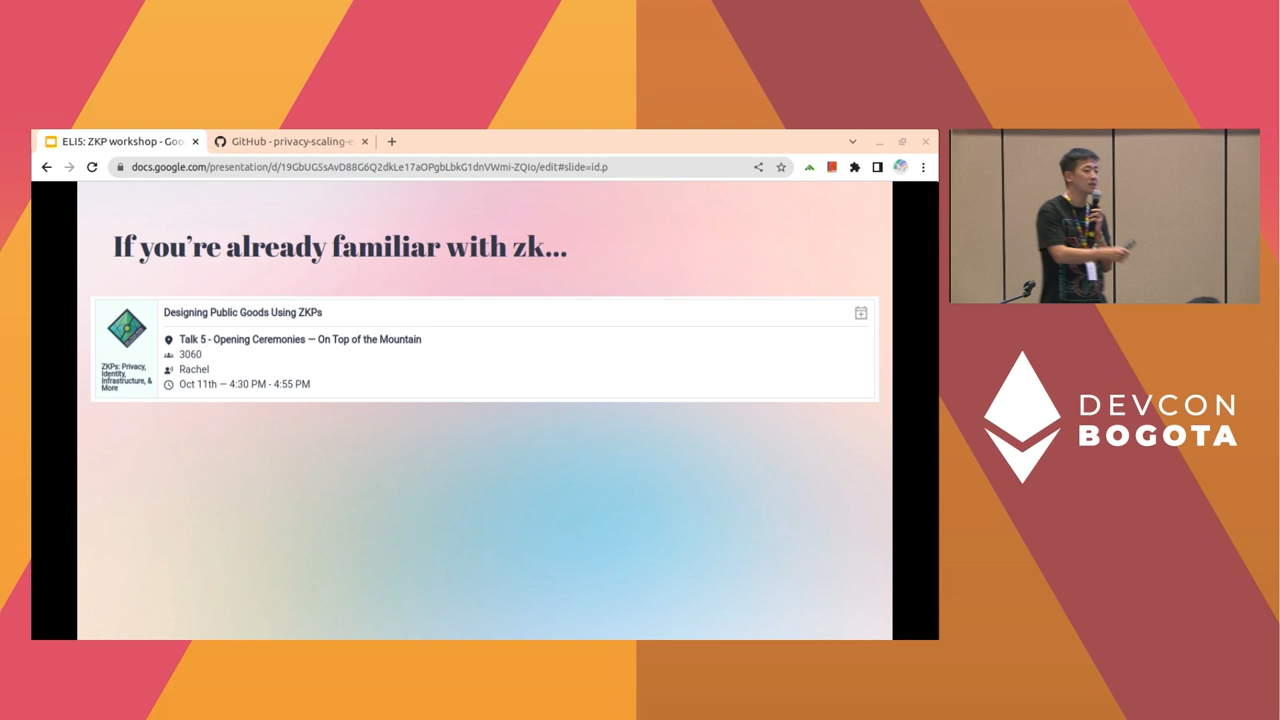 ELI5: ZKP workshop - Goo
GitHub - privacy-scaling-e
docs.google.com/presentation/d/19GbUG5sAvD88G6Q2dkLe17aOPgbLbkG1dnVWmi-ZQIo/edit#slide=id.p
If you're already familiar with zk...
Designing Public Goods Using ZKPs
Talk 5 - Opening Ceremonies — On Top of the Mountain
3060
Rachel
Oct 11th — 4:30 PM - 4:55 PM
ZKPs: Privacy,
Identity,
Infrastructure, &
More
DEVCON
BOGOTA